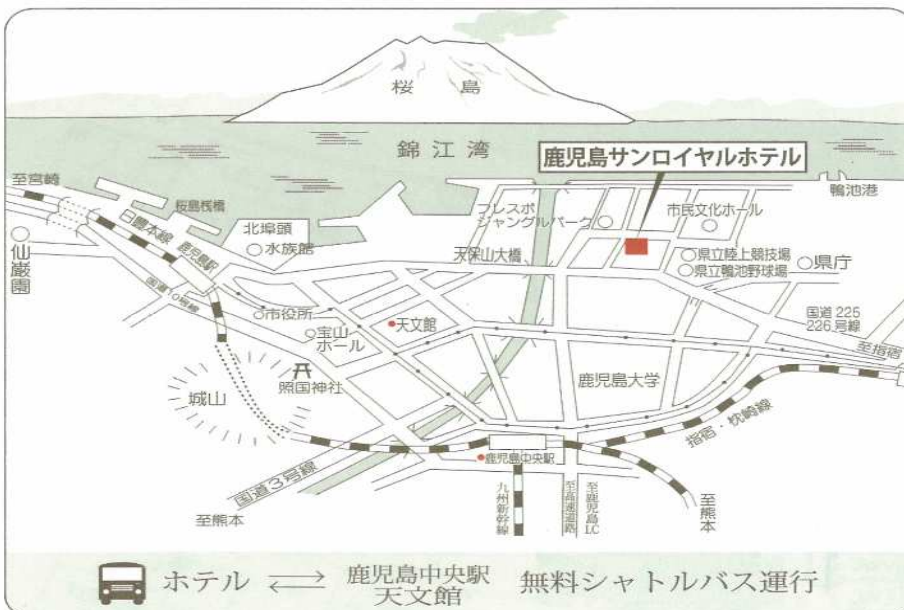 桜島
錦江湾
鹿児島サンロイヤルホテル
至宮崎
桜島桟橋
鴨池港
北埠頭
水族館
フレスポ
ジャングルパーク
市民文化ホール
日豊本線
鹿児島駅
仙巌園
天保山大橋
県立陸上競技場
県立鴨池野球場
県庁
国道10号線
市役所
宝山
ホール
天文館
国道225
226号線
至指宿
照国神社
城山
鹿児島大学
指宿・枕崎線
鹿児島中央駅
国道3号線
至熊本
九州新幹線
至高速道路
至鹿児島I.C
至熊本
ホテル ⟷ 鹿児島中央駅
天文館
無料シャトルバス運行